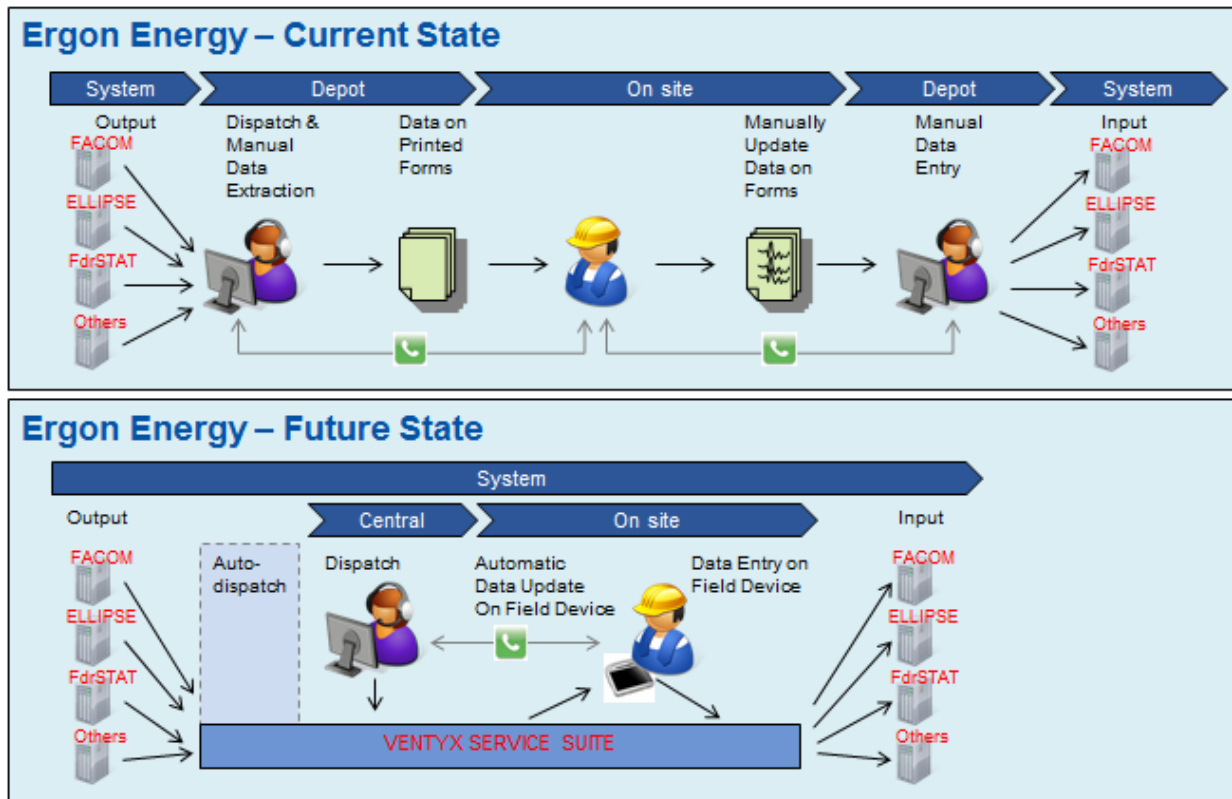 Ergon Energy – Current State
System
Depot
On site
Depot
System
Output
Dispatch &
Manual
Data
Extraction
Data on
Printed
Forms
Manually
Update
Data on
Forms
Manual
Data
Entry
Input
FACOM
ELLIPSE
FdrSTAT
Others
FACOM
ELLIPSE
FdrSTAT
Others
Ergon Energy – Future State
System
Output
Central
On site
Input
FACOM
ELLIPSE
FdrSTAT
Others
Auto-
dispatch
Dispatch
Automatic
Data Update
On Field Device
Data Entry on
Field Device
FACOM
ELLIPSE
FdrSTAT
Others
VENTYX SERVICE SUITE